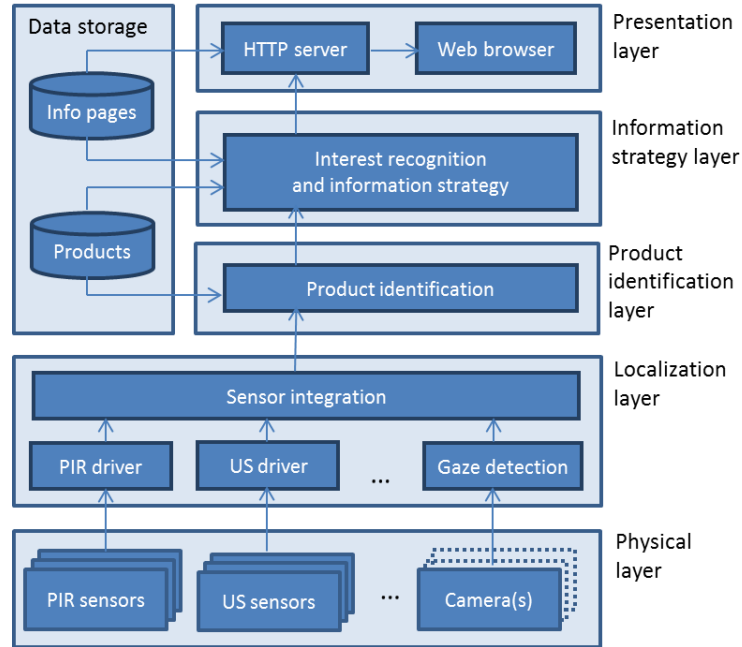 Data storage
Info pages
Products
HTTP server
Web browser
Presentation
layer
Interest recognition
and information strategy
Information
strategy layer
Product identification
Product
identification
layer
Sensor integration
PIR driver
US driver
...
Gaze detection
Localization
layer
PIR sensors
US sensors
...
Camera(s)
Physical
layer